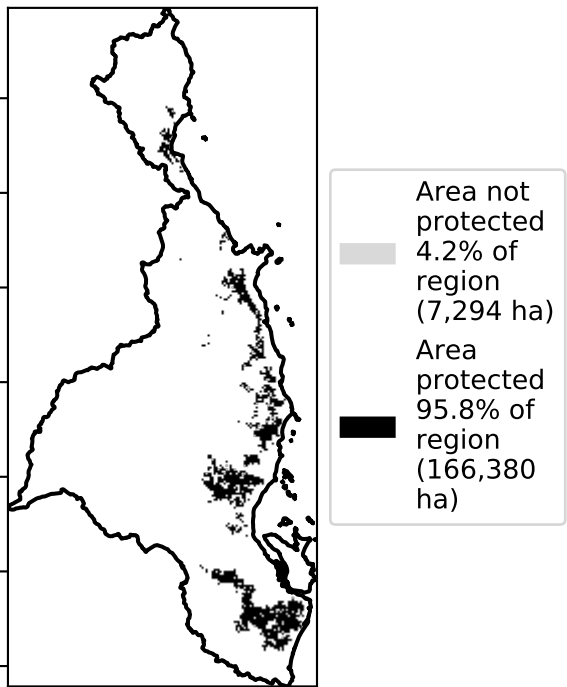 Area not
protected
4.2% of
region
(7,294 ha)
Area
protected
95.8% of
region
(166,380
ha)